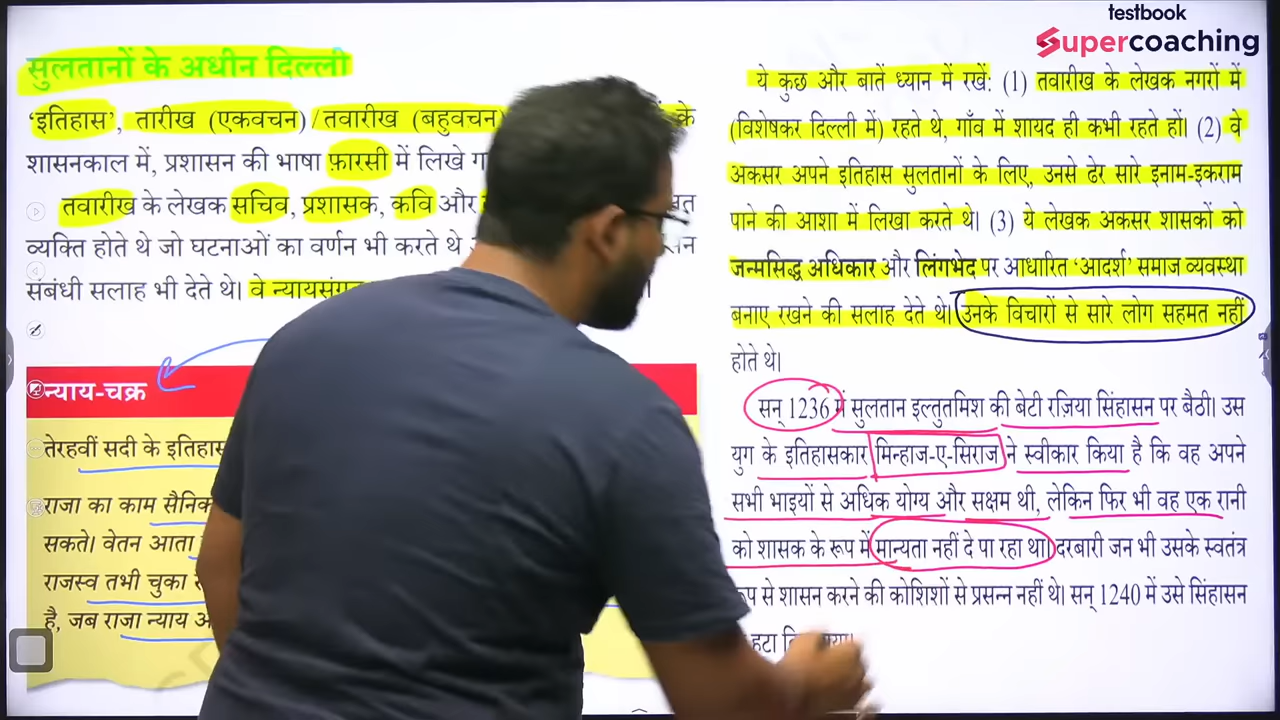 testbook
Supercoaching
सुलतानों के अधीन दिल्ली
‘इतिहास’, तारीख (एकवचन) / तवारीख (बहुवचन) के
शासनकाल में, प्रशासन की भाषा फ़ारसी में लिखे
तवारीख के लेखक सचिव, प्रशासक, कवि और
व्यक्ति होते थे जो घटनाओं का वर्णन भी करते थे
संबंधी सलाह भी देते थे। वे न्यायसंगत
न्याय-चक्र
तेरहवीं सदी के इतिहास
राजा का काम सैनिक
सकते। वेतन आता
राजस्व तभी चुका
है, जब राजा न्याय
ये कुछ और बातें ध्यान में रखें: (1) तवारीख के लेखक नगरों में
(विशेषकर दिल्ली में) रहते थे, गाँव में शायद ही कभी रहते हों। (2) वे
अकसर अपने इतिहास सुलतानों के लिए, उनसे ढेर सारे इनाम-इकराम
पाने की आशा में लिखा करते थे। (3) ये लेखक अकसर शासकों को
जन्मसिद्ध अधिकार और लिंगभेद पर आधारित ‘आदर्श’ समाज व्यवस्था
बनाए रखने की सलाह देते थे। उनके विचारों से सारे लोग सहमत नहीं
होते थे।
सन् 1236 में सुलतान इल्तुतमिश की बेटी रज़िया सिंहासन पर बैठी। उस
युग के इतिहासकार मिन्हाज-ए-सिराज ने स्वीकार किया है कि वह अपने
सभी भाइयों से अधिक योग्य और सक्षम थी, लेकिन फिर भी वह एक रानी
को शासक के रूप में मान्यता नहीं दे पा रहा था। दरबारी जन भी उसके स्वतंत्र
रूप से शासन करने की कोशिशों से प्रसन्न नहीं थे। सन् 1240 में उसे सिंहासन
हटा